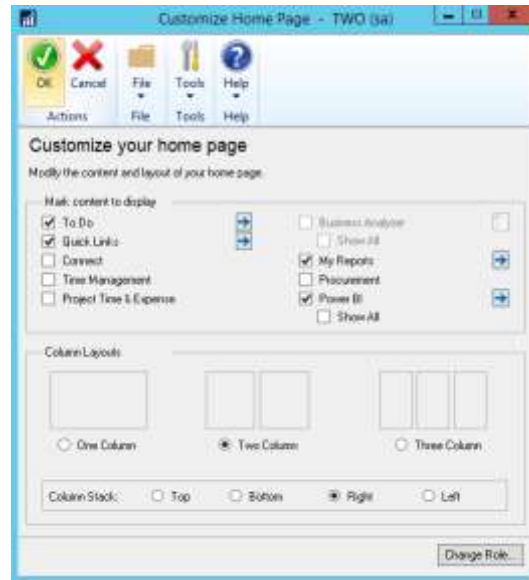 Customize Home Page - TWO (sa)
OK Cancel File Tools Help
Actions File Tools Help
Customize your home page
Modify the content and layout of your home page.
Mark content to display
To Do
Quick Links
Connect
Time Management
Project Time & Expense
Business Analyzer
Show All
My Reports
Procurement
Power BI
Show All
Column Layouts
One Column Two Column Three Column
Column Stack: Top Bottom Right Left
Change Role...